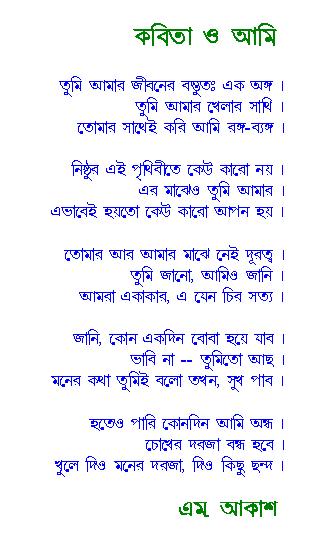 কবিতা ও আমি
তুমি আমার জীবনের বস্তুতঃ এক অঙ্গ ।
তুমি আমার খেলার সাথি ।
তোমার সাথেই করি আমি রঙ্গ-ব্যঙ্গ ।
নিষ্ঠুর এই পৃথিবীতে কেউ কারো নয় ।
এর মাঝেও তুমি আমার ।
এভাবেই হয়তো কেউ কারো আপন হয় ।
তোমার আর আমার মাঝে নেই দূরত্ব ।
তুমি জানো, আমিও জানি ।
আমরা একাকার, এ যেন চির সত্য ।
জানি, কোন একদিন বোবা হয়ে যাব ।
ভাবি না -- তুমিতো আছ ।
মনের কথা তুমিই বলো তখন, সুখ পাব ।
হতেও পারি কোনদিন আমি অন্ধ ।
চোখের দরজা বন্ধ হবে ।
খুলে দিও মনের দরজা, দিও কিছু ছন্দ ।
এম. আকাশ